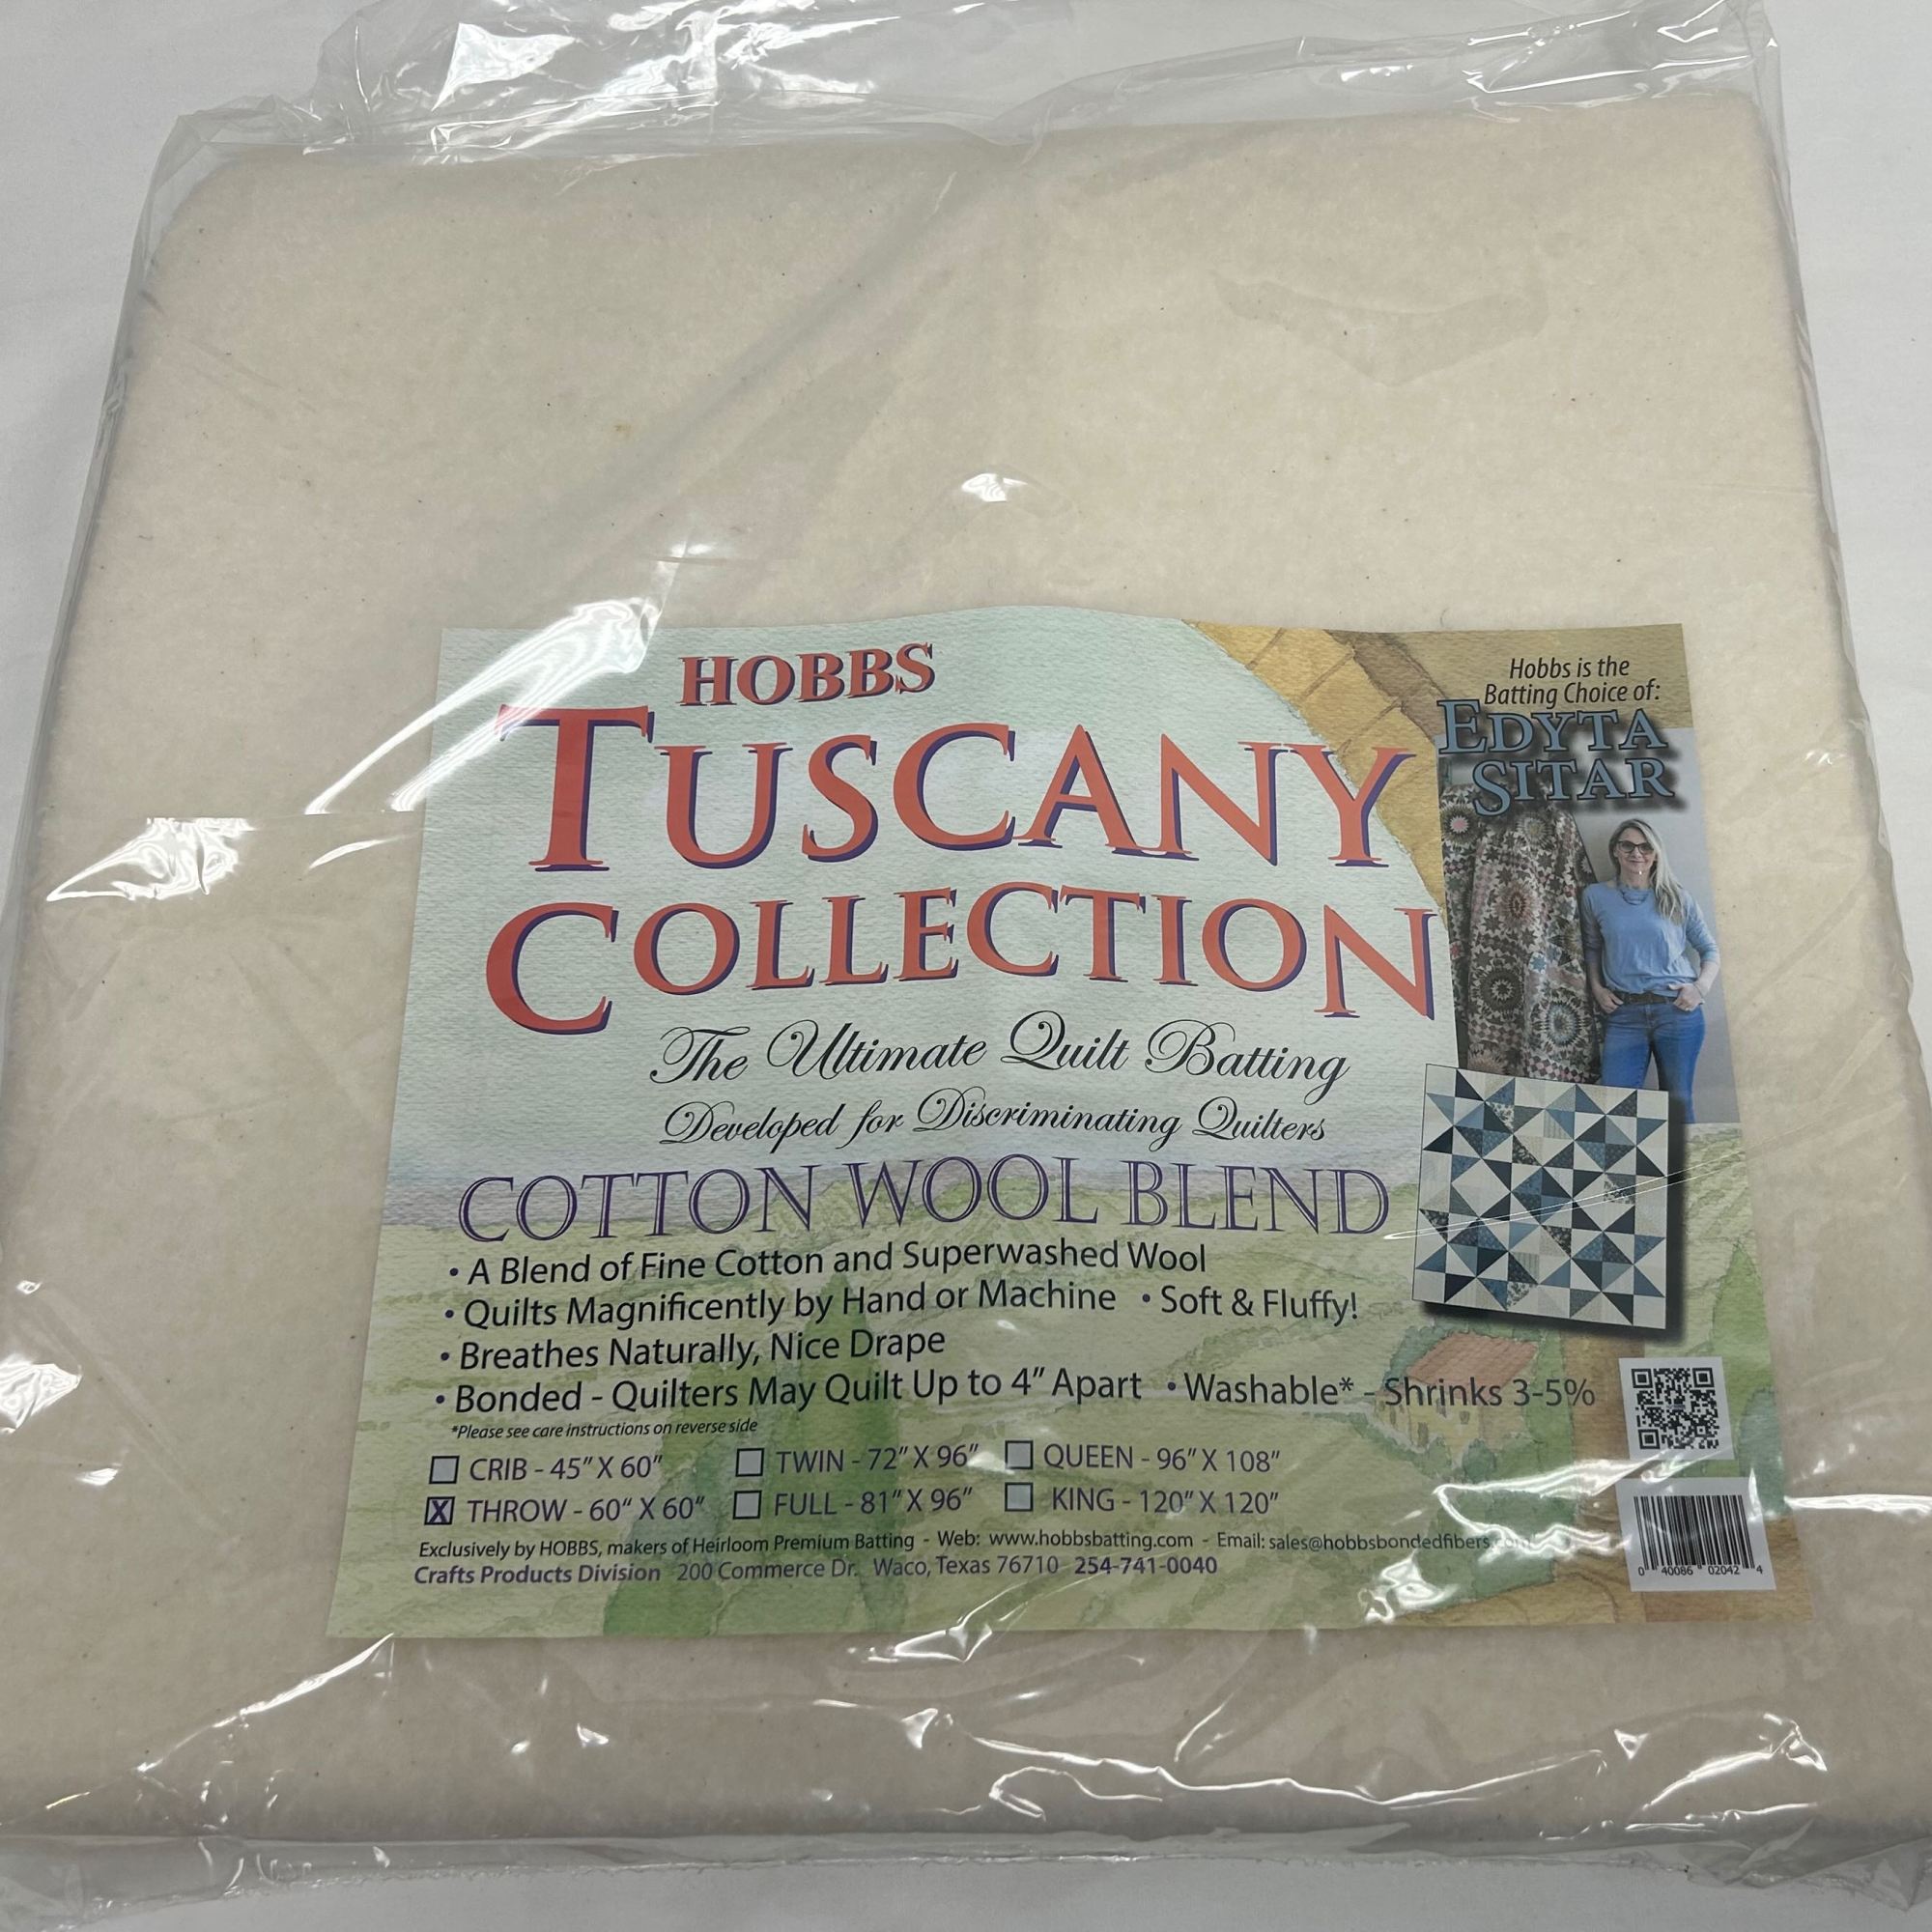 HOBBS
TUSCANY
COLLECTION
The Ultimate Quilt Batting
Developed for Discriminating Quilters
COTTON WOOL BLEND
• A Blend of Fine Cotton and Superwashed Wool
• Quilts Magnificently by Hand or Machine • Soft & Fluffy!
• Breathes Naturally, Nice Drape
• Bonded - Quilters May Quilt Up to 4" Apart • Washable* - Shrinks 3-5%
*Please see care instructions on reverse side
CRIB - 45" X 60" TWIN - 72" X 96" QUEEN - 96" X 108"
X THROW - 60" X 60" FULL - 81" X 96" KING - 120" X 120"
Exclusively by HOBBS, makers of Heirloom Premium Batting - Web: www.hobbsbatting.com - Email: sales@hobbsbondedfibers.com
Crafts Products Division 200 Commerce Dr. Waco, Texas 76710 254-741-0040
Hobbs is the
Batting Choice of:
EDYTA
SITAR
0 40086 02042 4